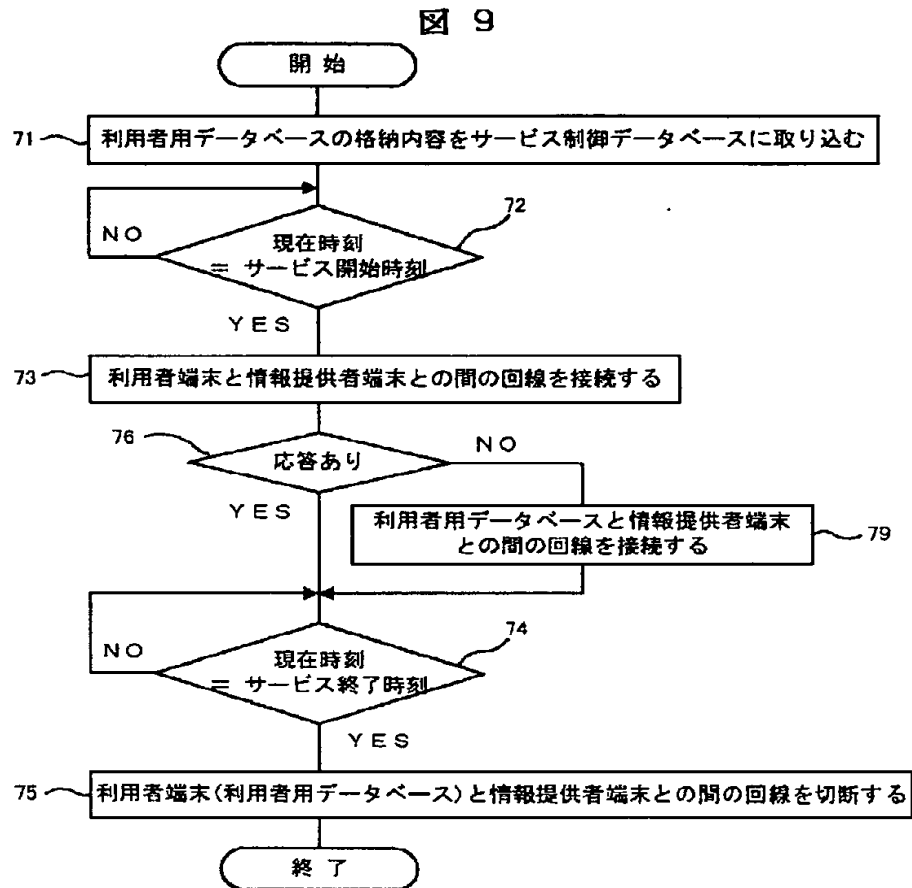 図 9
開 始
71
利用者用データベースの格納内容をサービス制御データベースに取り込む
72
NO
現在時刻
= サービス開始時刻
YES
73
利用者端末と情報提供者端末との間の回線を接続する
76
応答あり
NO
YES
利用者用データベースと情報提供者端末
との間の回線を接続する
79
74
NO
現在時刻
= サービス終了時刻
YES
75
利用者端末(利用者用データベース)と情報提供者端末との間の回線を切断する
終 了